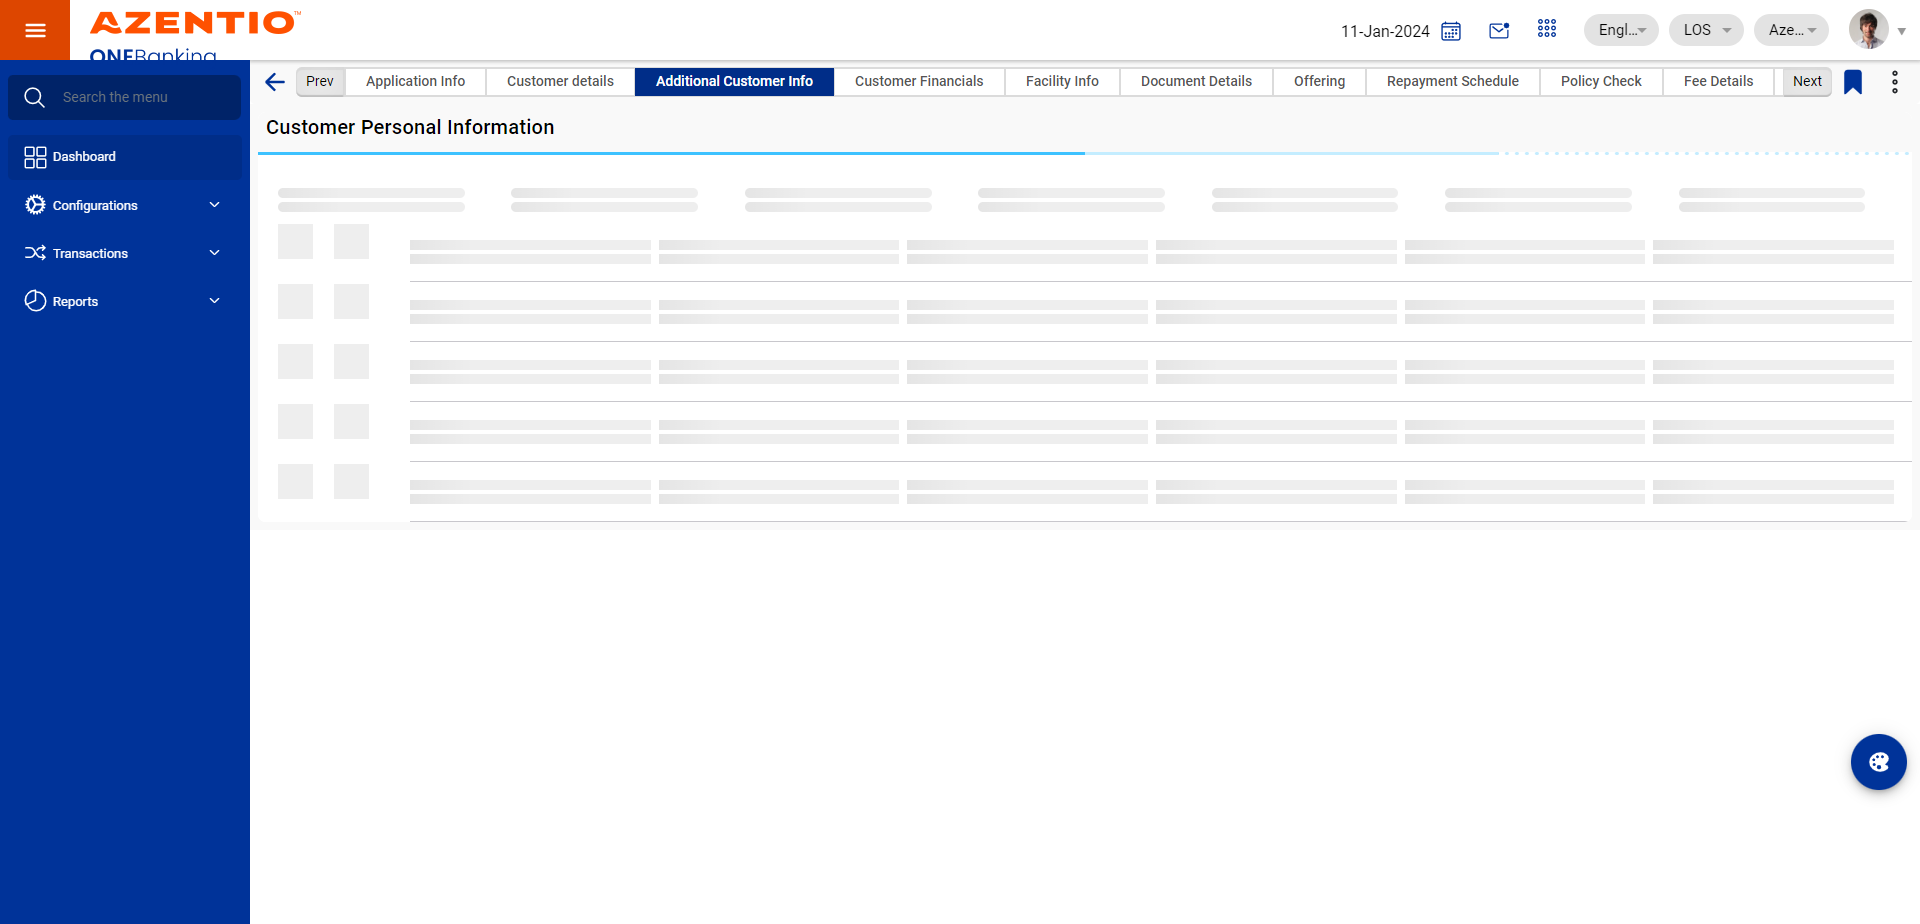 AZENTIO™
ONEBanking
11-Jan-2024
Engl...
LOS
Aze...
Search the menu
Dashboard
Configurations
Transactions
Reports
Prev
Application Info
Customer details
Additional Customer Info
Customer Financials
Facility Info
Document Details
Offering
Repayment Schedule
Policy Check
Fee Details
Next
Customer Personal Information